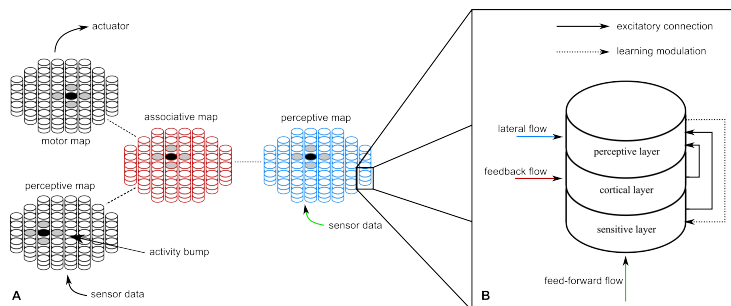 actuator
motor map
associative map
perceptive map
perceptive map
activity bump
sensor data
sensor data
A
excitatory connection
learning modulation
lateral flow
feedback flow
perceptive layer
cortical layer
sensitive layer
feed-forward flow
B